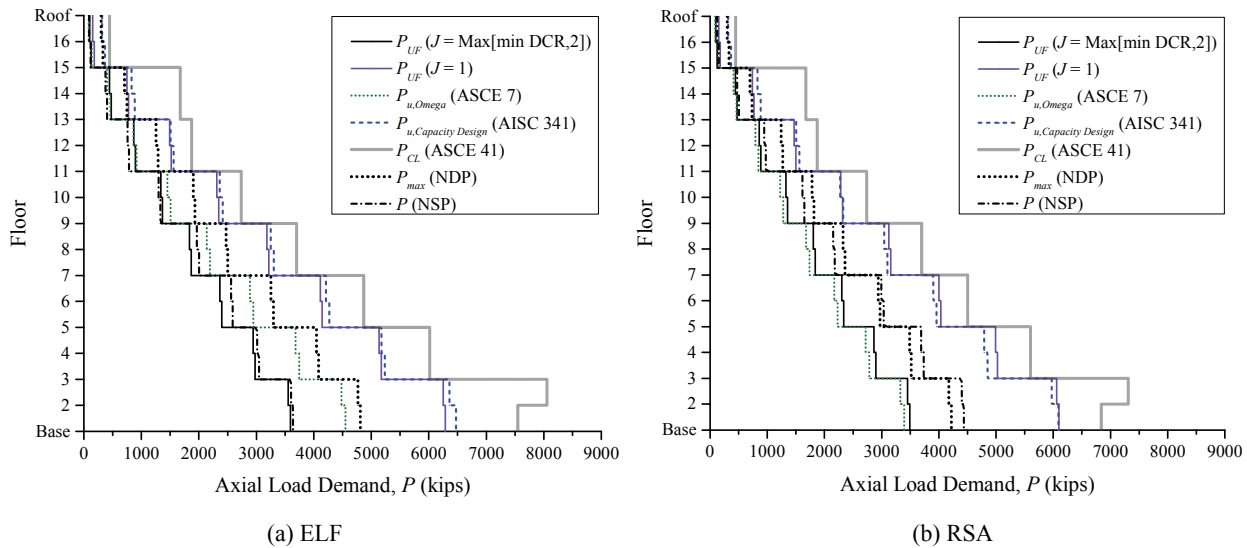 Roof
16
15
14
13
12
11
10
9
8
7
6
5
4
3
2
Base
Floor
P_UF (J = Max[min DCR,2])
P_UF (J = 1)
P_u,Omega (ASCE 7)
P_u,Capacity Design (AISC 341)
P_CL (ASCE 41)
P_max (NDP)
P (NSP)
0 1000 2000 3000 4000 5000 6000 7000 8000 9000
Axial Load Demand, P (kips)
(a) ELF
Roof
16
15
14
13
12
11
10
9
8
7
6
5
4
3
2
Base
Floor
P_UF (J = Max[min DCR,2])
P_UF (J = 1)
P_u,Omega (ASCE 7)
P_u,Capacity Design (AISC 341)
P_CL (ASCE 41)
P_max (NDP)
P (NSP)
0 1000 2000 3000 4000 5000 6000 7000 8000 9000
Axial Load Demand, P (kips)
(b) RSA